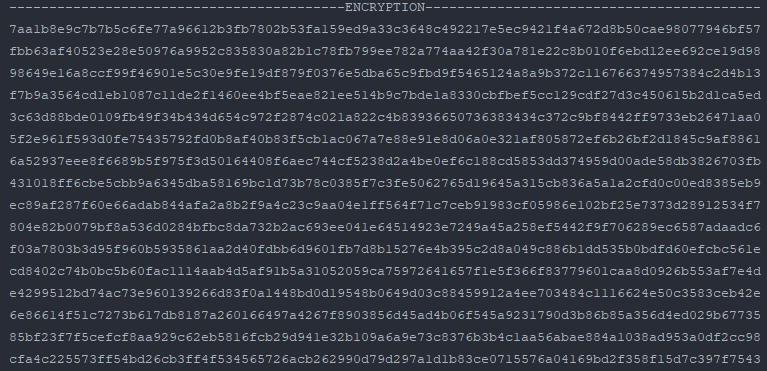 -------------------------------------------ENCRYPTION------------------------------------------
7aa1b8e9c7b7b5c6fe77a96612b3fb7802b53fa159ed9a33c3648c492217e5ec9421f4a672d8b50cae98077946bf57
fbb63af40523e28e50976a9952c835830a82b1c78fb799ee782a774aa42f30a781e22c8b010f6ebd12ee692ce19d98
98649e16a8ccf99f46901e5c30e9fe19df879f0376e5dba65c9fbd9f5465124a8a9b372c116766374957384c2d4b13
f7b9a3564cd1eb1087c11de2f1460ee4bf5eae821ee514b9c7bde1a8330cbfbef5cc129cdf27d3c450615b2d1ca5ed
3c63d88bde0109fb49f34b434d654c972f2874c021a822c4b83936650736383434c372c9bf8442ff9733eb26471aa0
5f2e961f593d0fe75435792fd0b8af40b83f5cb1ac067a7e88e91e8d06a0e321af805872ef6b26bf2d1845c9af8861
6a52937eee8f6689b5f975f3d50164408f6aec744cf5238d2a4be0ef6c188cd5853dd374959d00ade58db3826703fb
431018ff6cbe5cbb9a6345dba58169bc1d73b78c0385f7c3fe5062765d19645a315cb836a5a1a2cfd0c00ed8385eb9
ec89af287f60e66adab844afa2a8b2f9a4c23c9aa04e1ff564f71c7ceb91983cf05986e102bf25e7373d28912534f7
804e82b0079bf8a536d0284bfbc8da732b2ac693ee041e64514923e7249a45a258ef5442f9f706289ec6587adaadc6
f03a7803b3d95f960b5935861aa2d40fdbb6d9601fb7d8b15276e4b395c2d8a049c886b1dd535b0bdfd60efcbc561e
cd8402c74b0bc5b60fac1114aab4d5af91b5a31052059ca75972641657f1e5f366f83779601caa8d0926b553af7e4d
e4299512bd74ac73e960139266d83f0a1448bd0d19548b0649d03c88459912a4ee703484c1116624e50c3583ceb42e
6e86614f51c7273b617db8187a260166497a4267f8903856d45ad4b06f545a9231790d3b86b85a356d4ed029b67735
85bf23f7f5cefcf8aa929c62eb5816fcb29d941e32b109a6a9e73c8376b3b4c1aa56abae884a1038ad953a0df2cc98
cfa4c225573ff54bd26cb3ff4f534565726acb262990d79d297a1d1b83ce0715576a04169bd2f358f15d7c397f7543